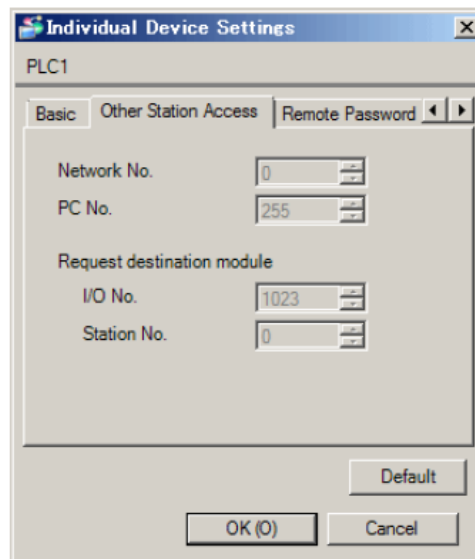 Individual Device Settings
PLC1
Basic Other Station Access Remote Password
Network No. 0
PC No. 255
Request destination module
I/O No. 1023
Station No. 0
Default
OK (O) Cancel